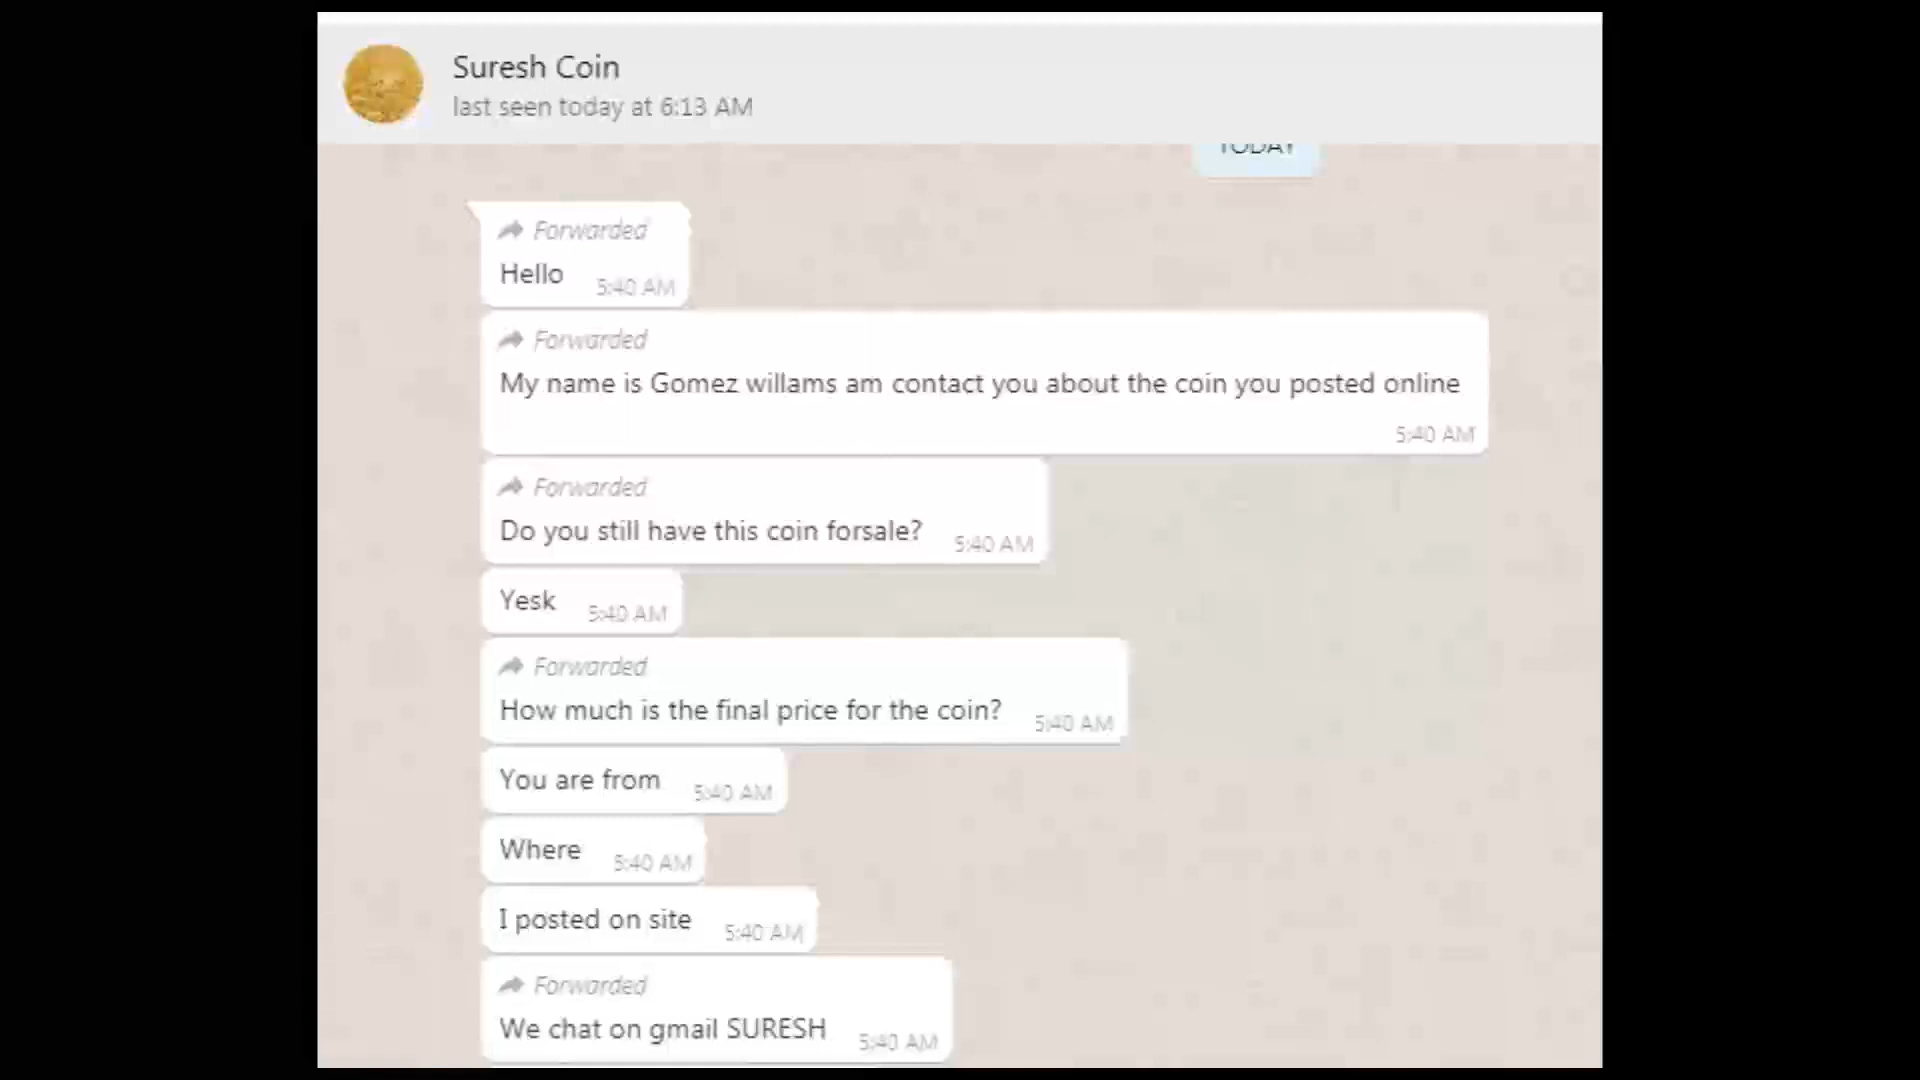 Suresh Coin
last seen today at 6:13 AM
TODAY
Forwarded
Hello 5:40 AM
Forwarded
My name is Gomez willams am contact you about the coin you posted online
5:40 AM
Forwarded
Do you still have this coin forsale? 5:40 AM
Yesk 5:40 AM
Forwarded
How much is the final price for the coin? 5:40 AM
You are from 5:40 AM
Where 5:40 AM
I posted on site 5:40 AM
Forwarded
We chat on gmail SURESH 5:40 AM